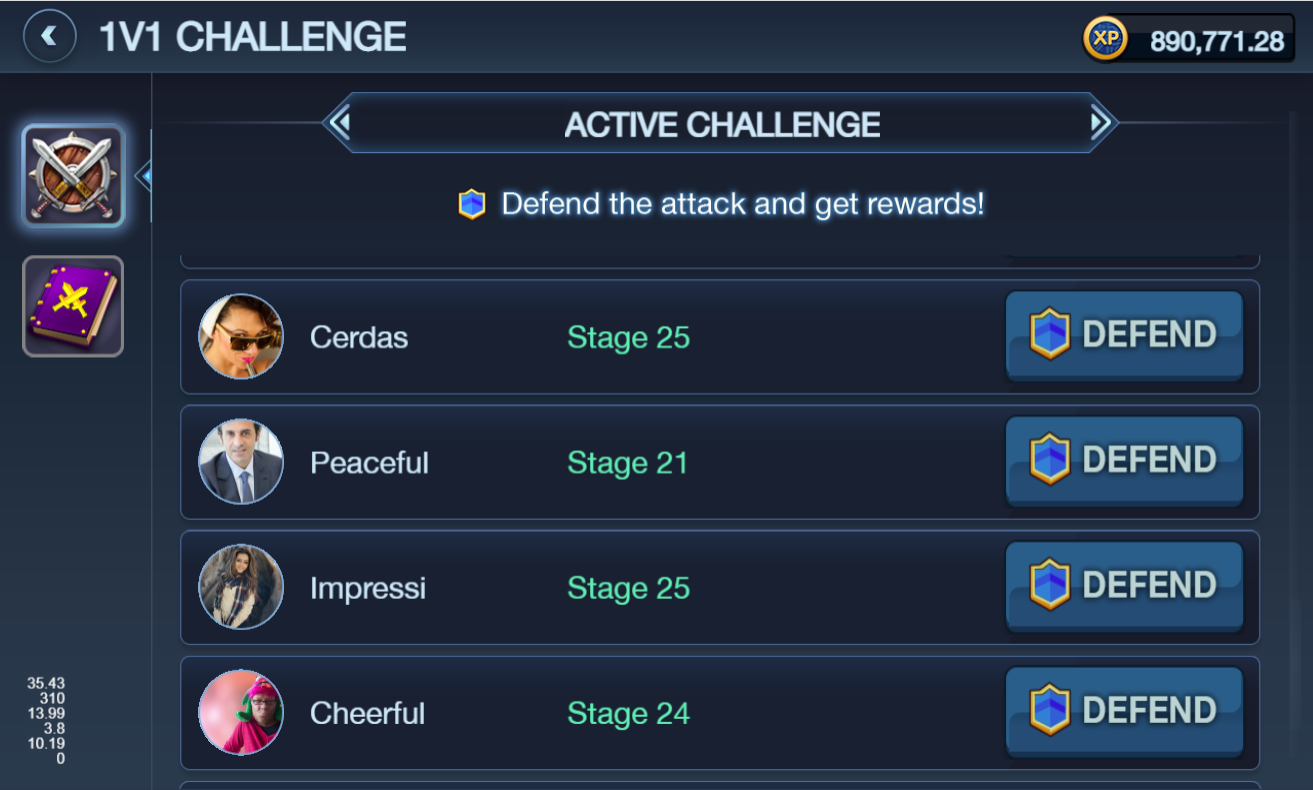 1V1 CHALLENGE
XP 890,771.28
ACTIVE CHALLENGE
Defend the attack and get rewards!
Cerdas Stage 25 DEFEND
Peaceful Stage 21 DEFEND
Impressi Stage 25 DEFEND
Cheerful Stage 24 DEFEND
35.43
310
13.99
3.8
10.19
0